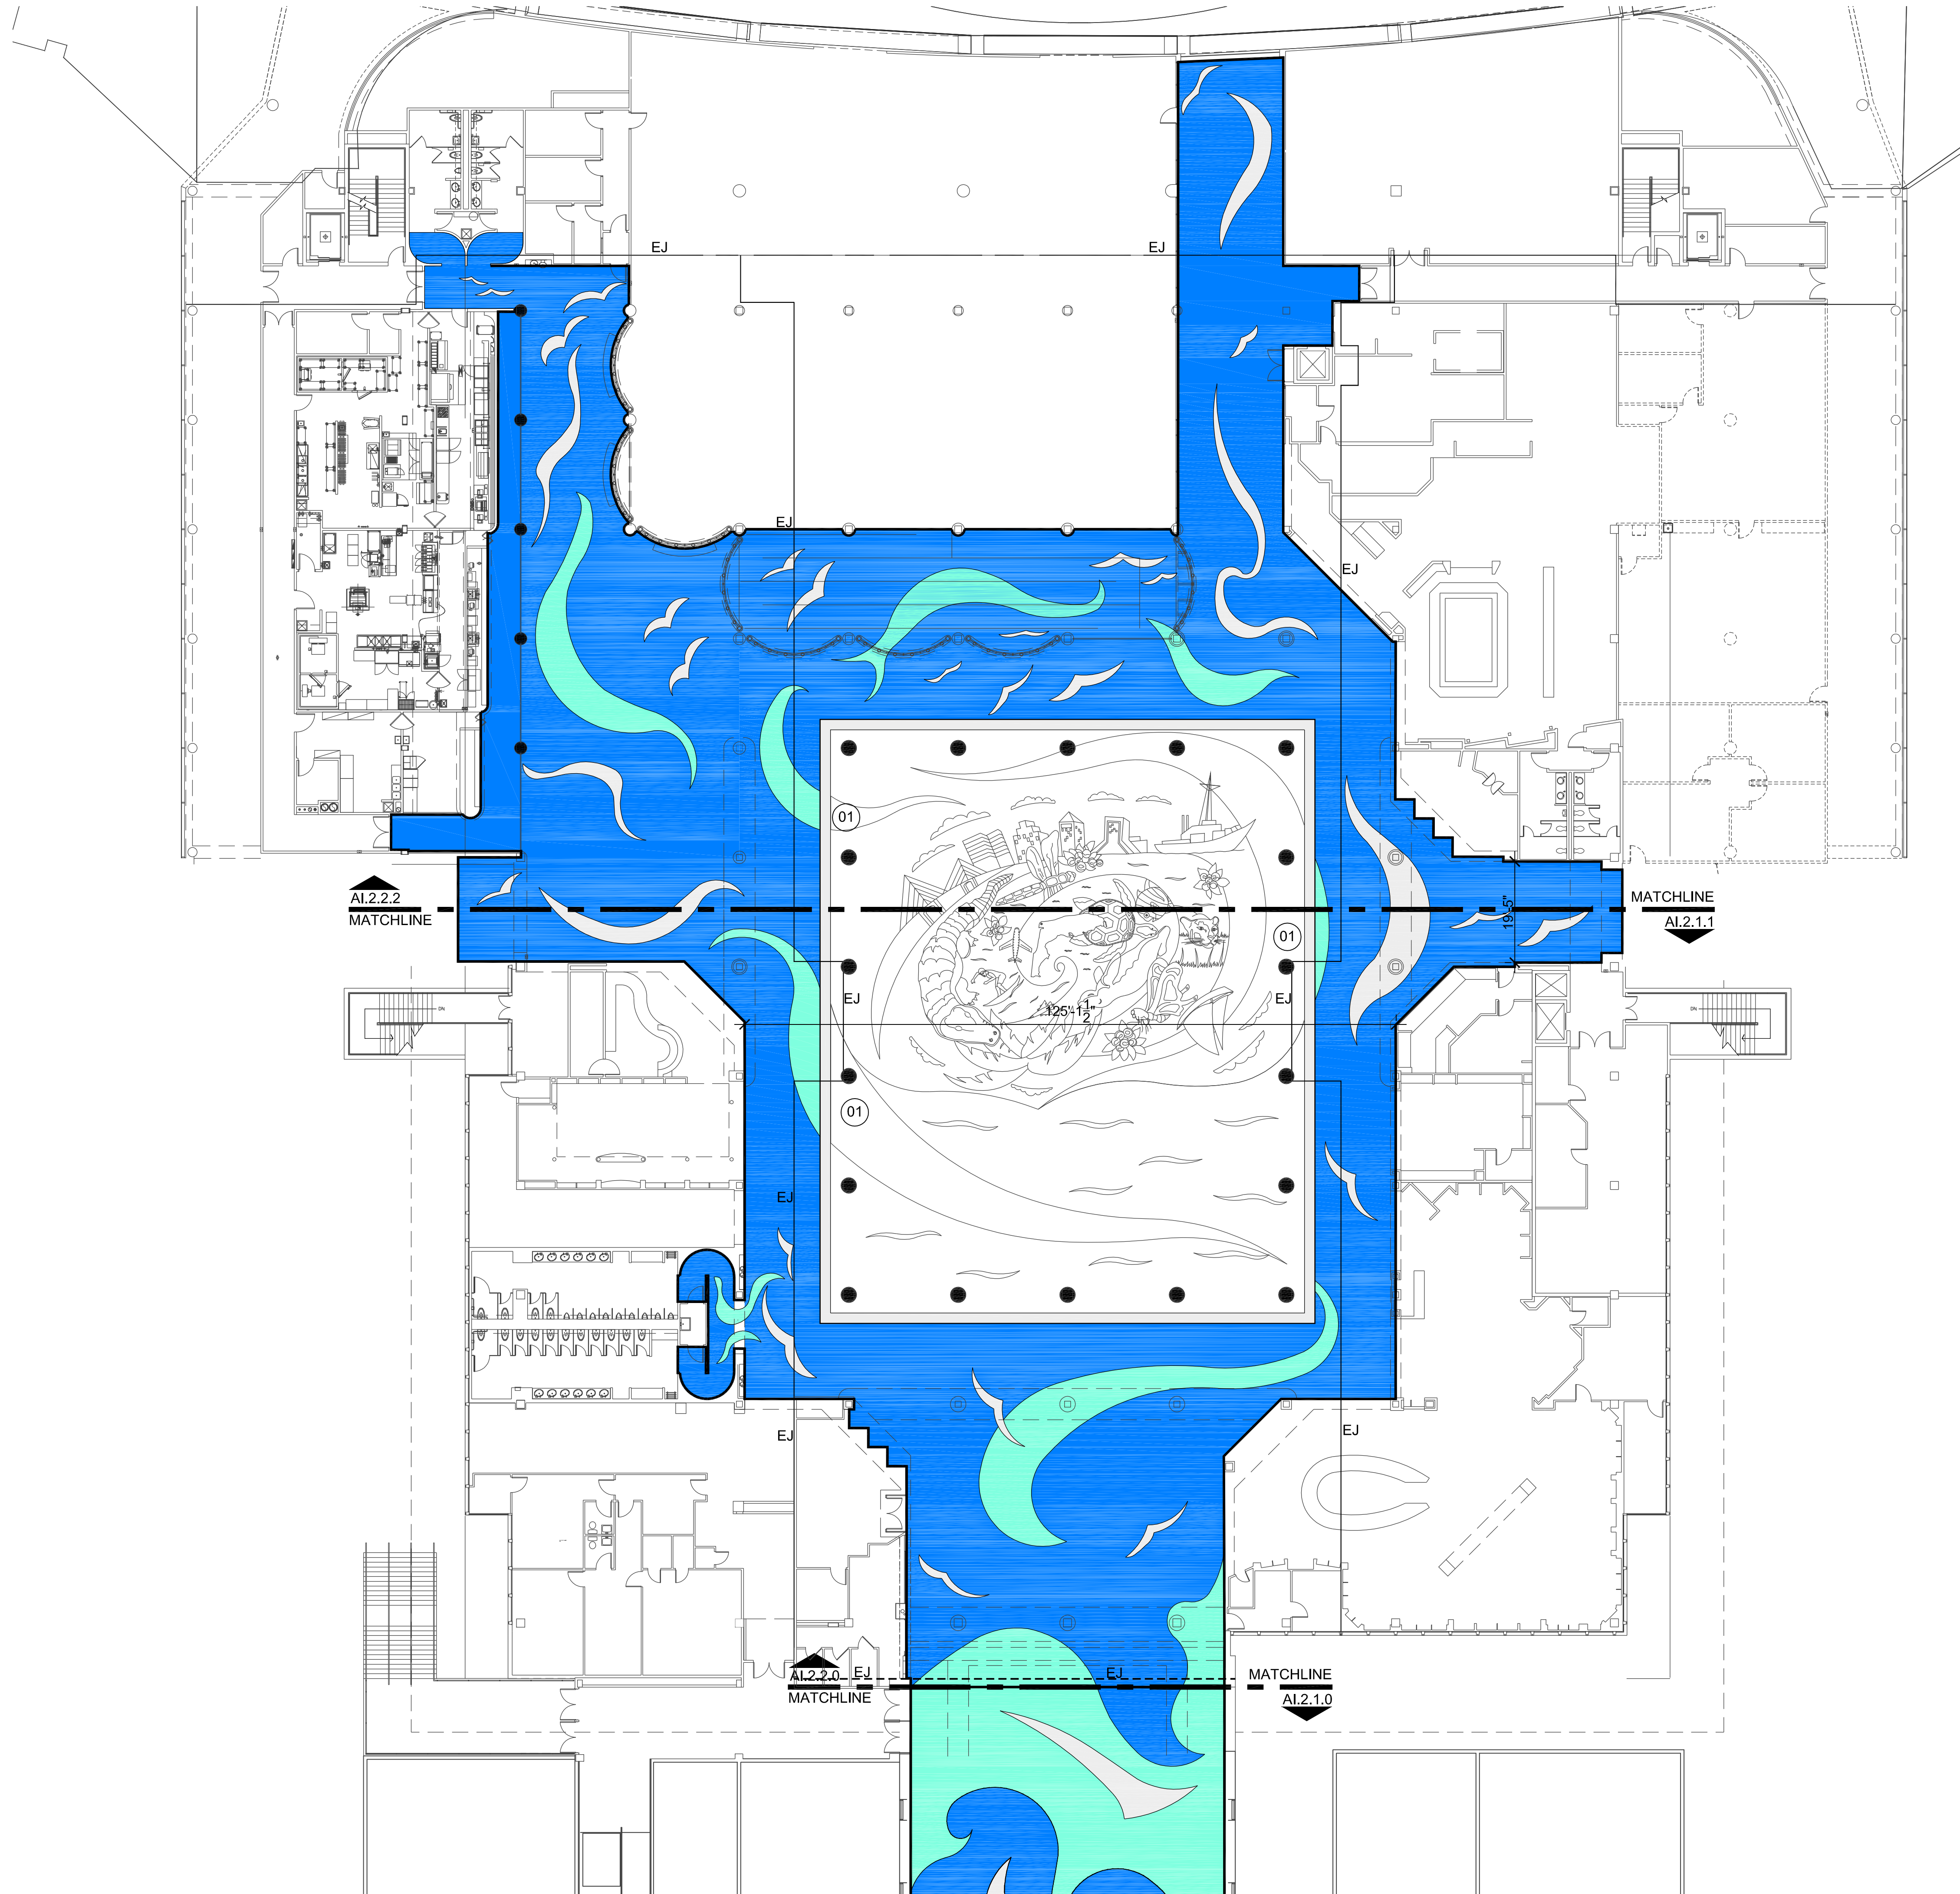 EJ
EJ
EJ
EJ
01
AI.2.2.2
MATCHLINE
MATCHLINE
AI.2.1.1
19'-5"
01
EJ
EJ
125'-1 1/2"
DN
DN
01
EJ
EJ
EJ
AI.2.2.0
EJ
EJ
MATCHLINE
MATCHLINE
AI.2.1.0